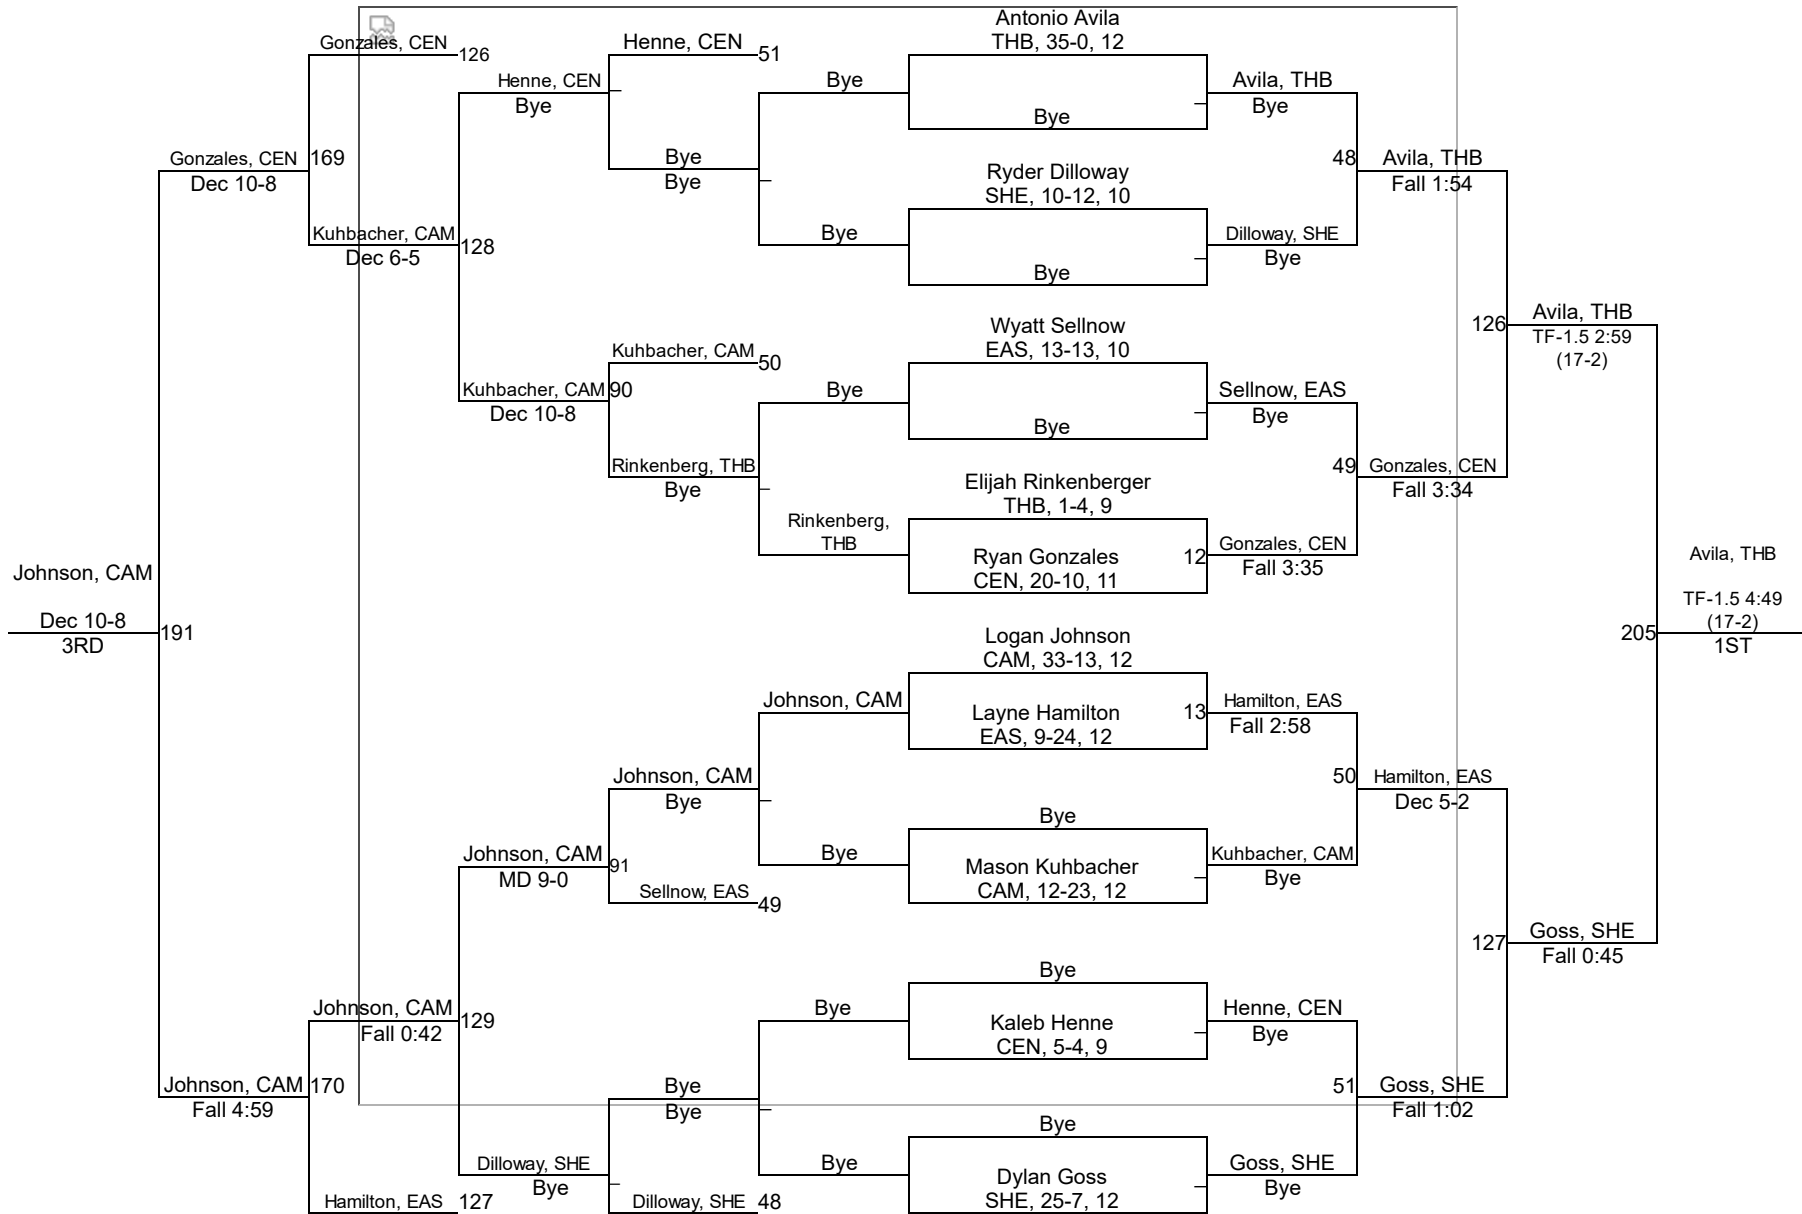 Antonio Avila
THB, 35-0, 12
Gonzales, CEN
126
Henne, CEN
51
Henne, CEN
Bye
Bye
Bye
Avila, THB
Bye
Gonzales, CEN
Dec 10-8
169
Bye
Bye
Ryder Dilloway
SHE, 10-12, 10
48
Avila, THB
Fall 1:54
Kuhbacher, CAM
Dec 6-5
128
Bye
Bye
Dilloway, SHE
Bye
Wyatt Sellnow
EAS, 13-13, 10
126
Avila, THB
TF-1.5 2:59
(17-2)
Kuhbacher, CAM
50
Kuhbacher, CAM
Dec 10-8
90
Bye
Bye
Sellnow, EAS
Bye
Rinkenberg, THB
Bye
Elijah Rinkenberger
THB, 1-4, 9
49
Gonzales, CEN
Fall 3:34
Rinkenberg,
THB
Ryan Gonzales
CEN, 20-10, 11
12
Gonzales, CEN
Fall 3:35
Johnson, CAM
Dec 10-8
3RD
191
Avila, THB
TF-1.5 4:49
(17-2)
1ST
205
Logan Johnson
CAM, 33-13, 12
Johnson, CAM
Layne Hamilton
EAS, 9-24, 12
13
Hamilton, EAS
Fall 2:58
Johnson, CAM
Bye
50
Hamilton, EAS
Dec 5-2
Bye
Johnson, CAM
MD 9-0
91
Bye
Mason Kuhbacher
CAM, 12-23, 12
Kuhbacher, CAM
Bye
Sellnow, EAS
49
127
Goss, SHE
Fall 0:45
Bye
Johnson, CAM
Fall 0:42
129
Bye
Kaleb Henne
CEN, 5-4, 9
Henne, CEN
Bye
Johnson, CAM
Fall 4:59
170
Bye
Bye
51
Goss, SHE
Fall 1:02
Bye
Dilloway, SHE
Bye
Bye
Dylan Goss
SHE, 25-7, 12
Goss, SHE
Bye
Hamilton, EAS
127
Dilloway, SHE
48